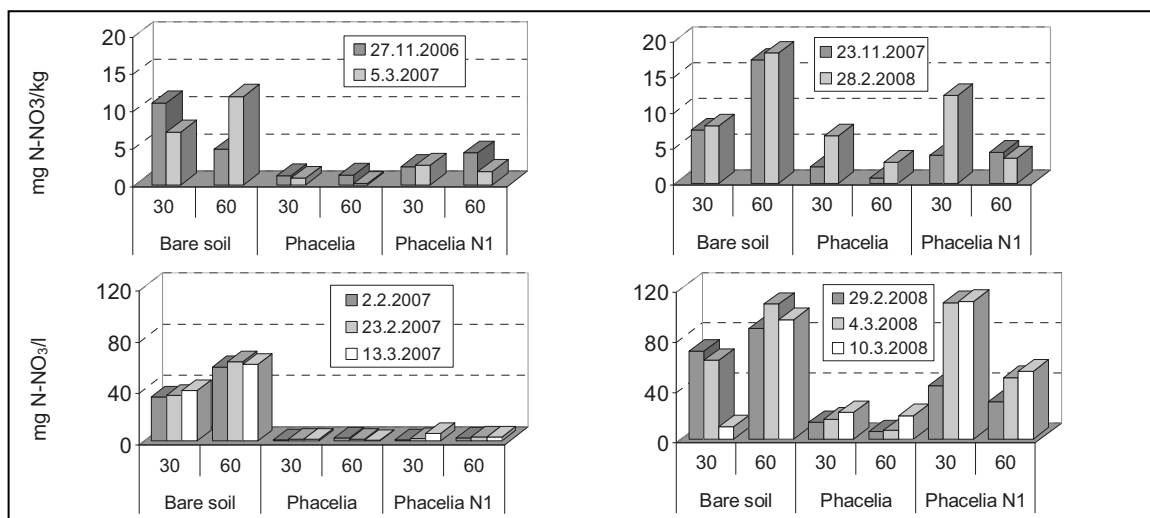 mg N-NO3/kg
20
15
10
5
0
27.11.2006
5.3.2007
30 60 30 60 30 60
Bare soil Phacelia Phacelia N1
20
15
10
5
0
23.11.2007
28.2.2008
30 60 30 60 30 60
Bare soil Phacelia Phacelia N1
mg N-NO₃/l
120
80
40
0
2.2.2007
23.2.2007
13.3.2007
30 60 30 60 30 60
Bare soil Phacelia Phacelia N1
120
80
40
0
29.2.2008
4.3.2008
10.3.2008
30 60 30 60 30 60
Bare soil Phacelia Phacelia N1